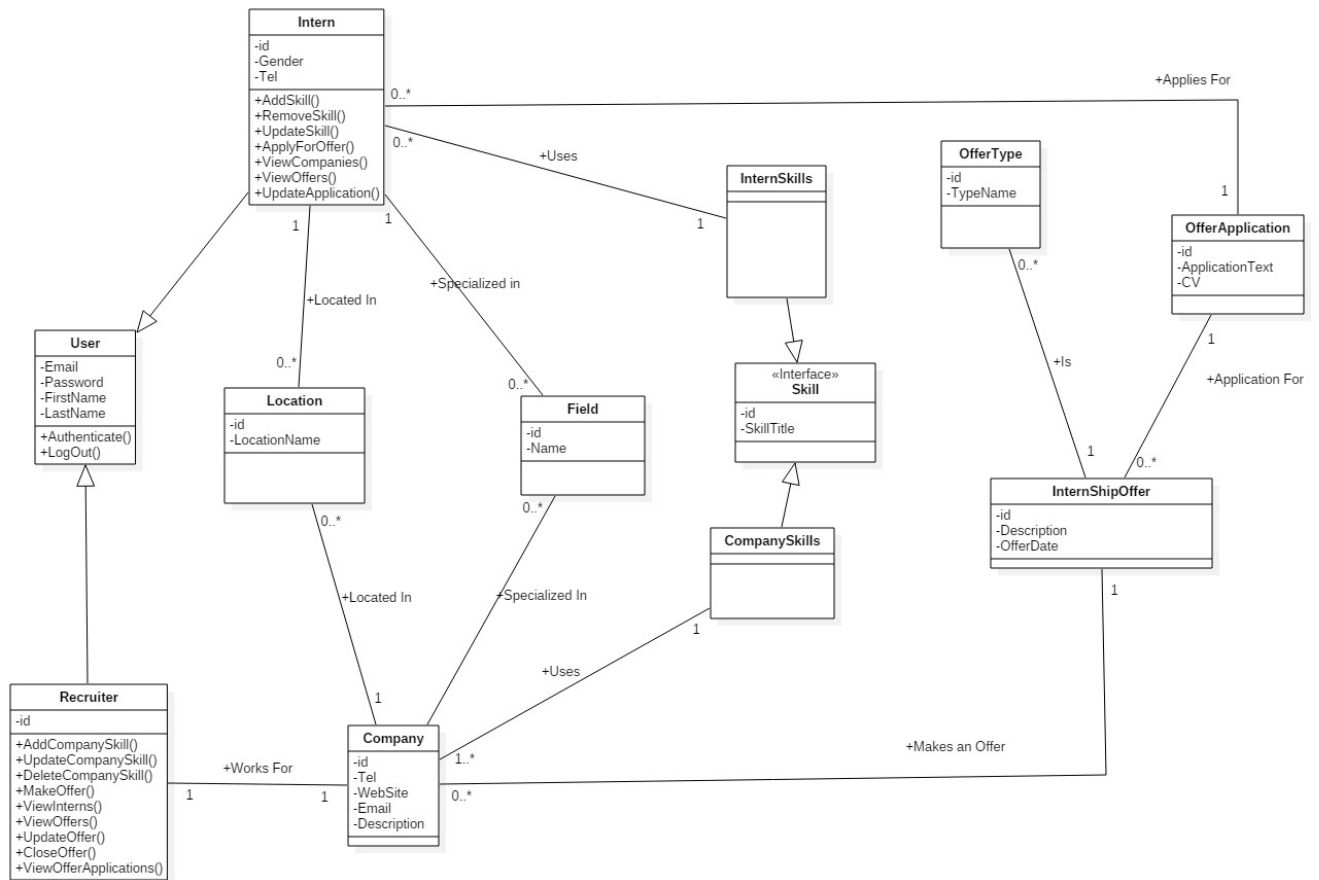 Intern
-id
-Gender
-Tel
+AddSkill()
+RemoveSkill()
+UpdateSkill()
+ApplyForOffer()
+ViewCompanies()
+ViewOffers()
+UpdateApplication()
0..*
+Applies For
1
0..*
+Uses
1
InternSkills
OfferType
-id
-TypeName
0..*
OfferApplication
-id
-ApplicationText
-CV
1
1
+Located In
0..*
1
+Specialized in
0..*
User
-Email
-Password
-FirstName
-LastName
+Authenticate()
+LogOut()
Location
-id
-LocationName
0..*
Field
-id
-Name
0..*
«Interface»
Skill
-id
-SkillTitle
+Is
1
+Application For
0..*
InternShipOffer
-id
-Description
-OfferDate
1
CompanySkills
1
+Located In
1
+Specialized In
+Uses
1..*
+Makes an Offer
0..*
Recruiter
-id
+AddCompanySkill()
+UpdateCompanySkill()
+DeleteCompanySkill()
+MakeOffer()
+ViewInterns()
+ViewOffers()
+UpdateOffer()
+CloseOffer()
+ViewOfferApplications()
+Works For
1
1
Company
-id
-Tel
-WebSite
-Email
-Description